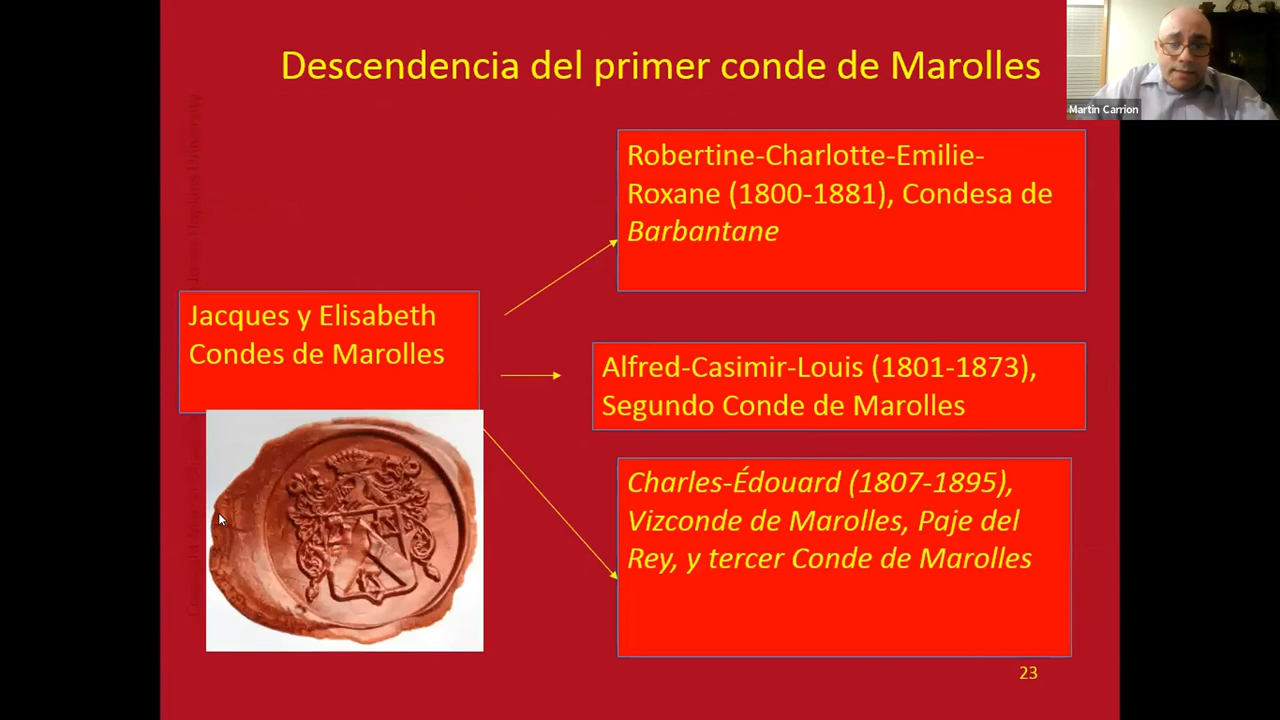 Descendencia del primer conde de Marolles
Martin Carrion
Robertine-Charlotte-Emilie-
Roxane (1800-1881), Condesa de
Barbantane
Jacques y Elisabeth
Condes de Marolles
Alfred-Casimir-Louis (1801-1873),
Segundo Conde de Marolles
Charles-Édouard (1807-1895),
Vizconde de Marolles, Paje del
Rey, y tercer Conde de Marolles
23